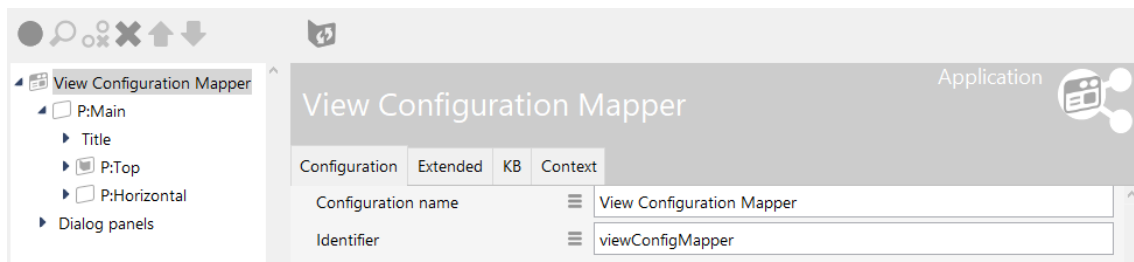 View Configuration Mapper
P:Main
Title
P:Top
P:Horizontal
Dialog panels
Application
View Configuration Mapper
Configuration Extended KB Context
Configuration name View Configuration Mapper
Identifier viewConfigMapper